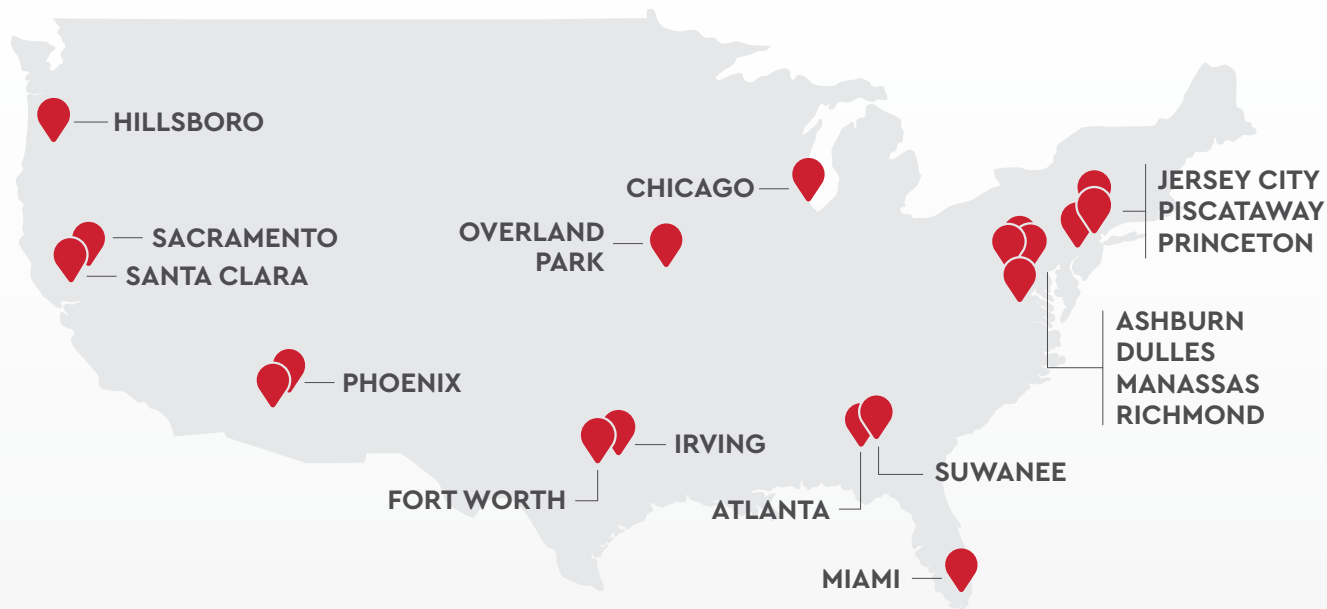 HILLSBORO
CHICAGO
JERSEY CITY
PISCATAWAY
PRINCETON
SACRAMENTO
SANTA CLARA
OVERLAND
PARK
ASHBURN
DULLES
MANASSAS
RICHMOND
PHOENIX
IRVING
FORT WORTH
SUWANEE
ATLANTA
MIAMI